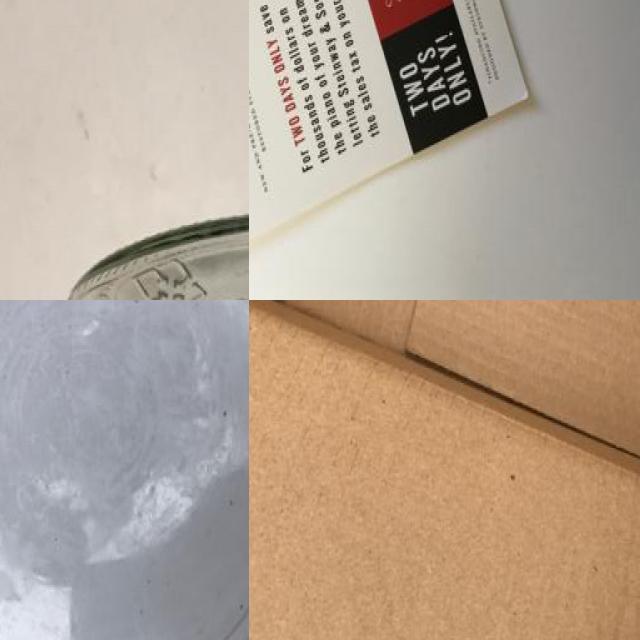 For TWO DAYS ONLY save
thousands of dollars on
the piano of your dream
letting Steinway & Son
the sales tax on your
TWO
DAYS
ONLY!